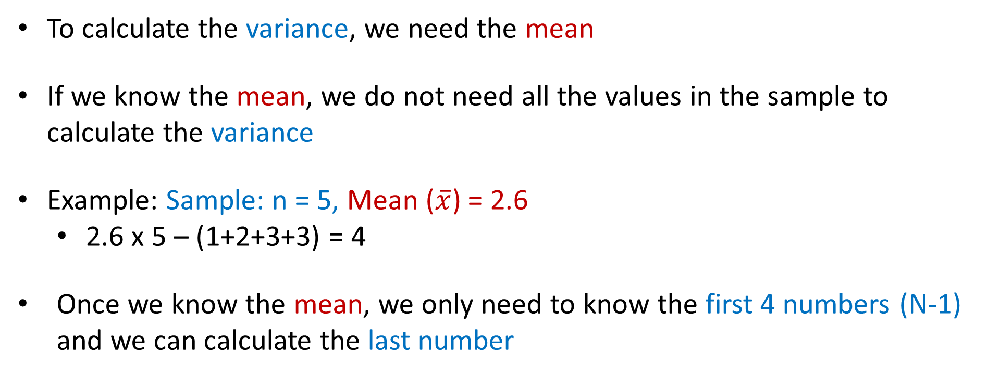 • To calculate the variance, we need the mean
• If we know the mean, we do not need all the values in the sample to
calculate the variance
• Example: Sample: n = 5, Mean (x̄) = 2.6
• 2.6 x 5 – (1+2+3+3) = 4
• Once we know the mean, we only need to know the first 4 numbers (N-1)
and we can calculate the last number